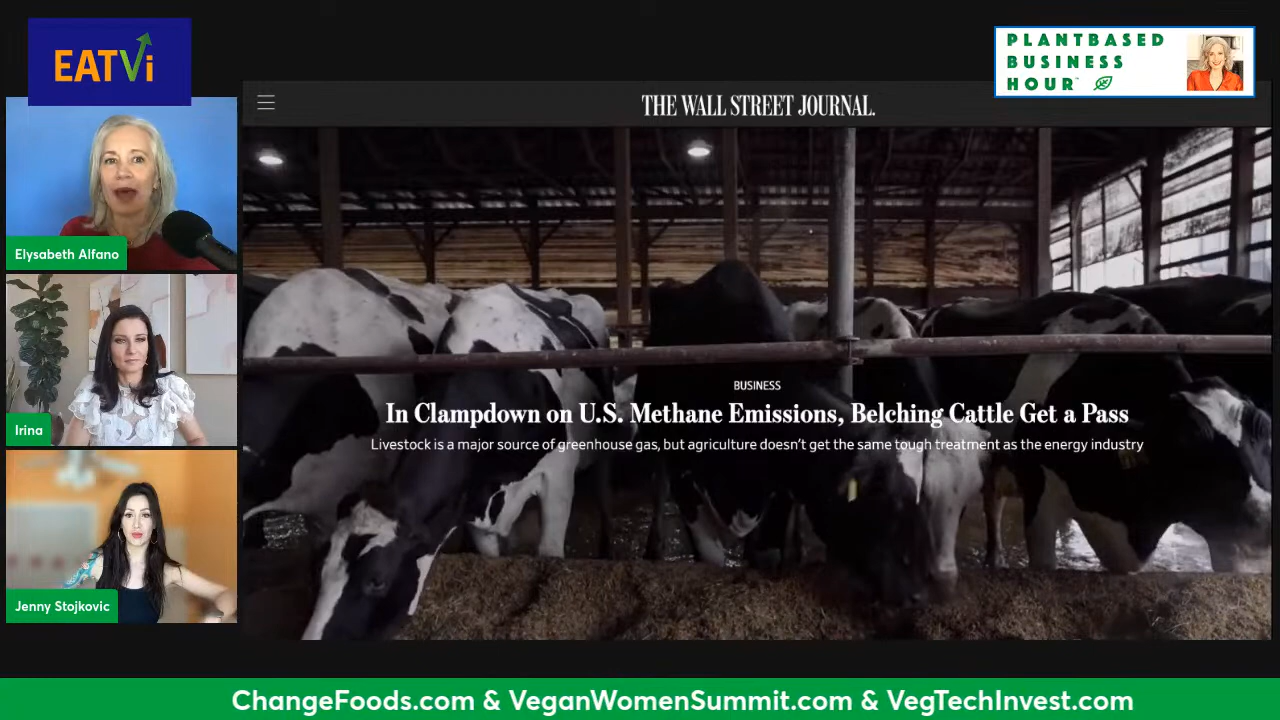 EATVi
PLANTBASED
BUSINESS
HOUR
THE WALL STREET JOURNAL.
Elysabeth Alfano
Irina
Jenny Stojkovic
BUSINESS
In Clampdown on U.S. Methane Emissions, Belching Cattle Get a Pass
Livestock is a major source of greenhouse gas, but agriculture doesn't get the same tough treatment as the energy industry
ChangeFoods.com & VeganWomenSummit.com & VegTechInvest.com